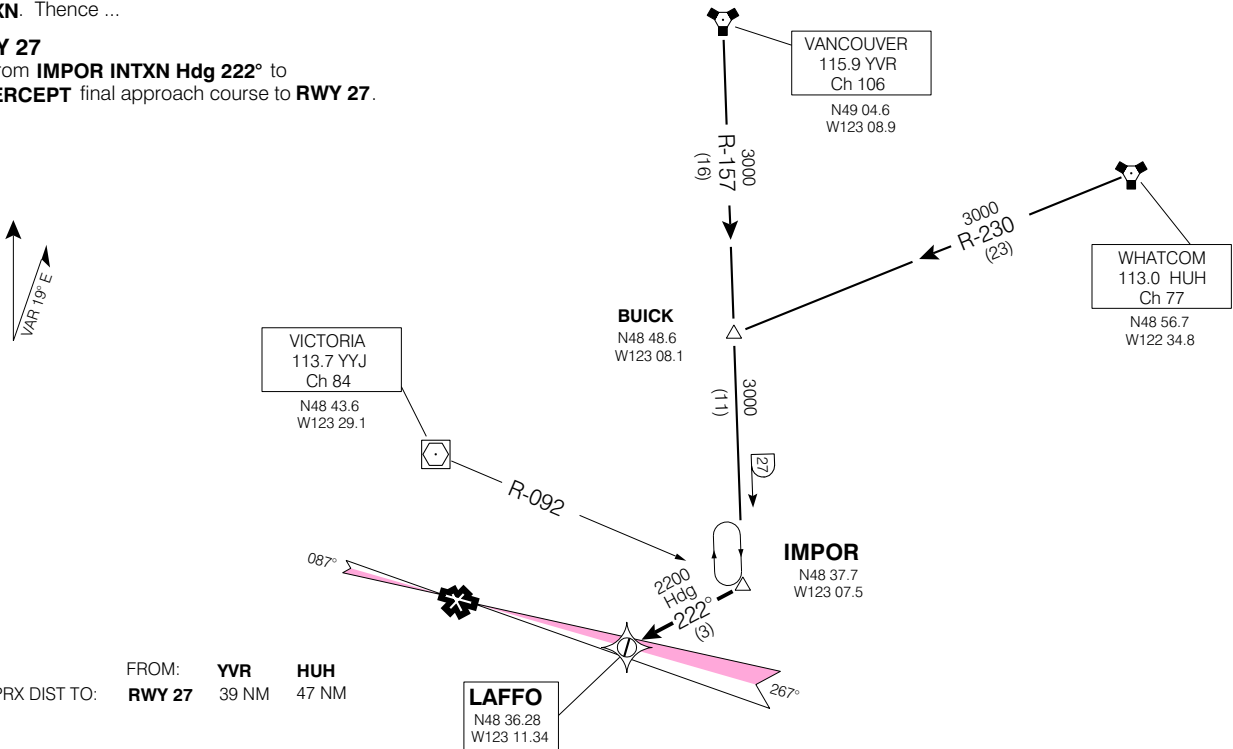 XN. Thence ...
Y 27
rom IMPOR INTXN Hdg 222° to
ERCEPT final approach course to RWY 27.
VANCOUVER
115.9 YVR
Ch 106
N49 04.6
W123 08.9
3000
R-157
(16)
3000
R-230
(23)
WHATCOM
113.0 HUH
Ch 77
N48 56.7
W122 34.8
VAR 19° E
BUICK
N48 48.6
W123 08.1
VICTORIA
113.7 YYJ
Ch 84
N48 43.6
W123 29.1
3000
(11)
27
R-092
IMPOR
N48 37.7
W123 07.5
087°
2200
Hdg
222°
(3)
267°
LAFFO
N48 36.28
W123 11.34
FROM: YVR HUH
PRX DIST TO: RWY 27 39 NM 47 NM